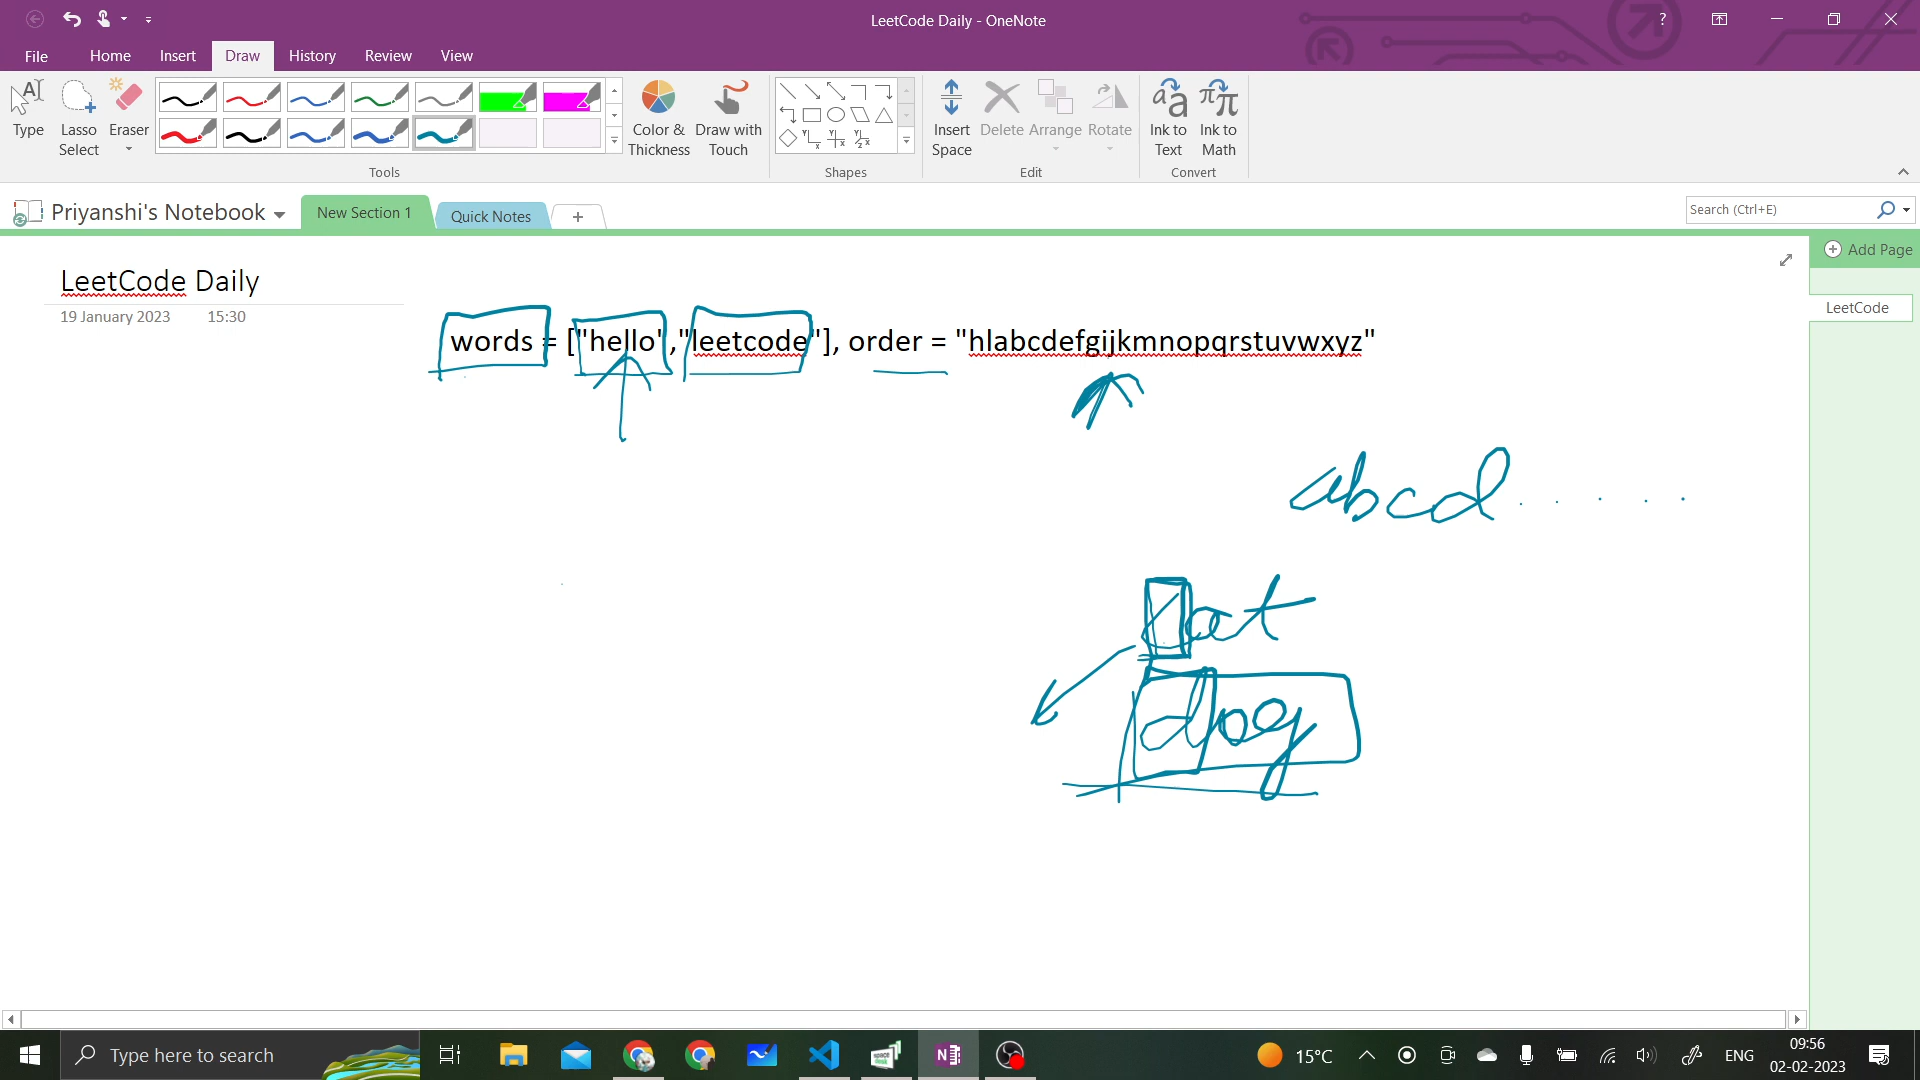 LeetCode Daily - OneNote
?
File Home Insert Draw History Review View
Type
Lasso Select
Eraser
Color & Thickness
Draw with Touch
Insert Space
Delete
Arrange
Rotate
Ink to Text
Ink to Math
Tools
Shapes
Edit
Convert
Priyanshi's Notebook
New Section 1
Quick Notes
+
Search (Ctrl+E)
Add Page
LeetCode
LeetCode Daily
19 January 2023 15:30
words = ["hello","leetcode"], order = "hlabcdefgijkmnopqrstuvwxyz"
abcd.....
cat
dog
Type here to search
15°C
ENG
09:56
02-02-2023